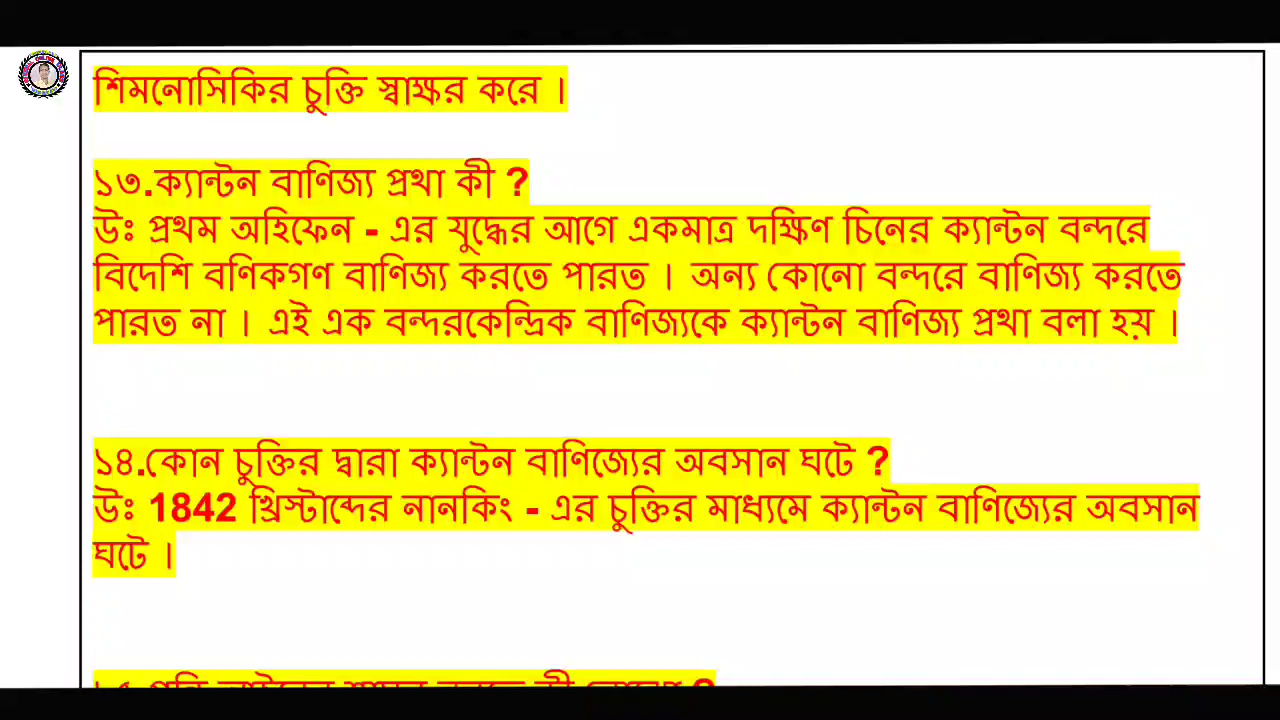 শিমনোসিকির চুক্তি স্বাক্ষর করে ।
১৩.ক্যান্টন বাণিজ্য প্রথা কী ?
উঃ প্রথম অহিফেন - এর যুদ্ধের আগে একমাত্র দক্ষিণ চিনের ক্যান্টন বন্দরে
বিদেশি বণিকগণ বাণিজ্য করতে পারত । অন্য কোনো বন্দরে বাণিজ্য করতে
পারত না । এই এক বন্দরকেন্দ্রিক বাণিজ্যকে ক্যান্টন বাণিজ্য প্রথা বলা হয় ।
১৪.কোন চুক্তির দ্বারা ক্যান্টন বাণিজ্যের অবসান ঘটে ?
উঃ 1842 খ্রিস্টাব্দের নানকিং - এর চুক্তির মাধ্যমে ক্যান্টন বাণিজ্যের অবসান
ঘটে ।